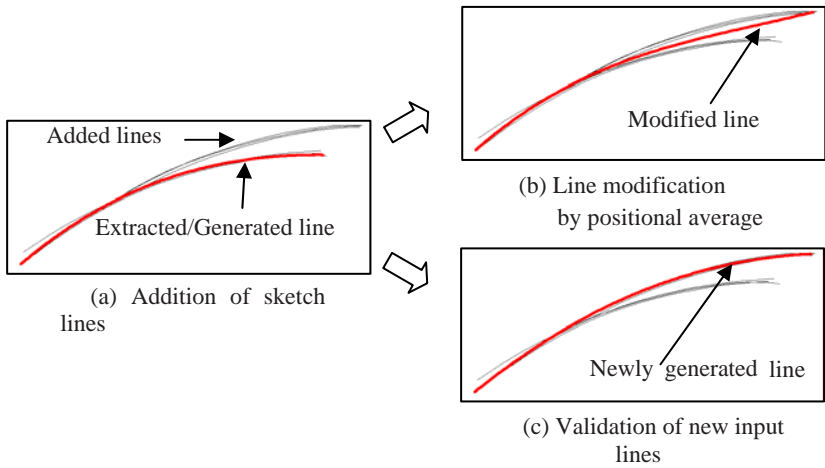 Added lines
Extracted/Generated line
(a) Addition of sketch
lines
Modified line
(b) Line modification
by positional average
Newly generated line
(c) Validation of new input
lines